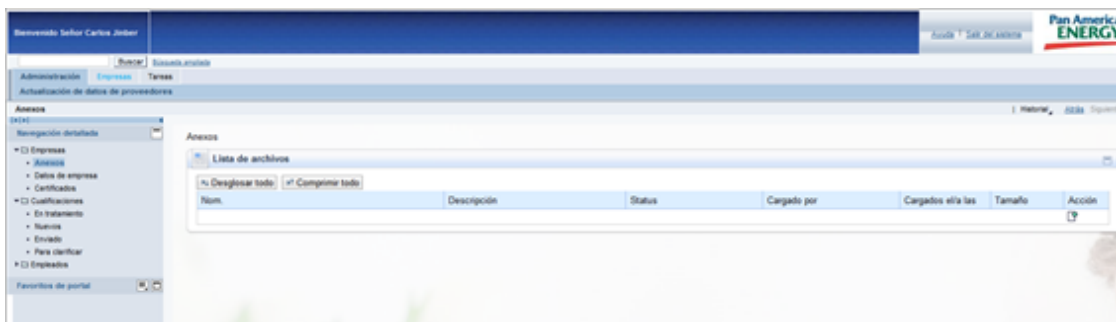 Bienvenido Señor Carlos Jinber
Ayuda | Salir del sistema
Pan America
ENERGY
Buscar Búsqueda ampliada
Administración Empresas Tareas
Actualización de datos de proveedores
Anexos
| Historial Atrás Siguien
Navegación detallada
Empresas
Anexos
Datos de empresa
Certificados
Cualificaciones
En tratamiento
Nuevos
Enviado
Para clarificar
Empleados
Favoritos de portal
Anexos
Lista de archivos
Desglosar todo Comprimir todo
Nom. Descripción Status Cargado por Cargados el/a las Tamaño Acción